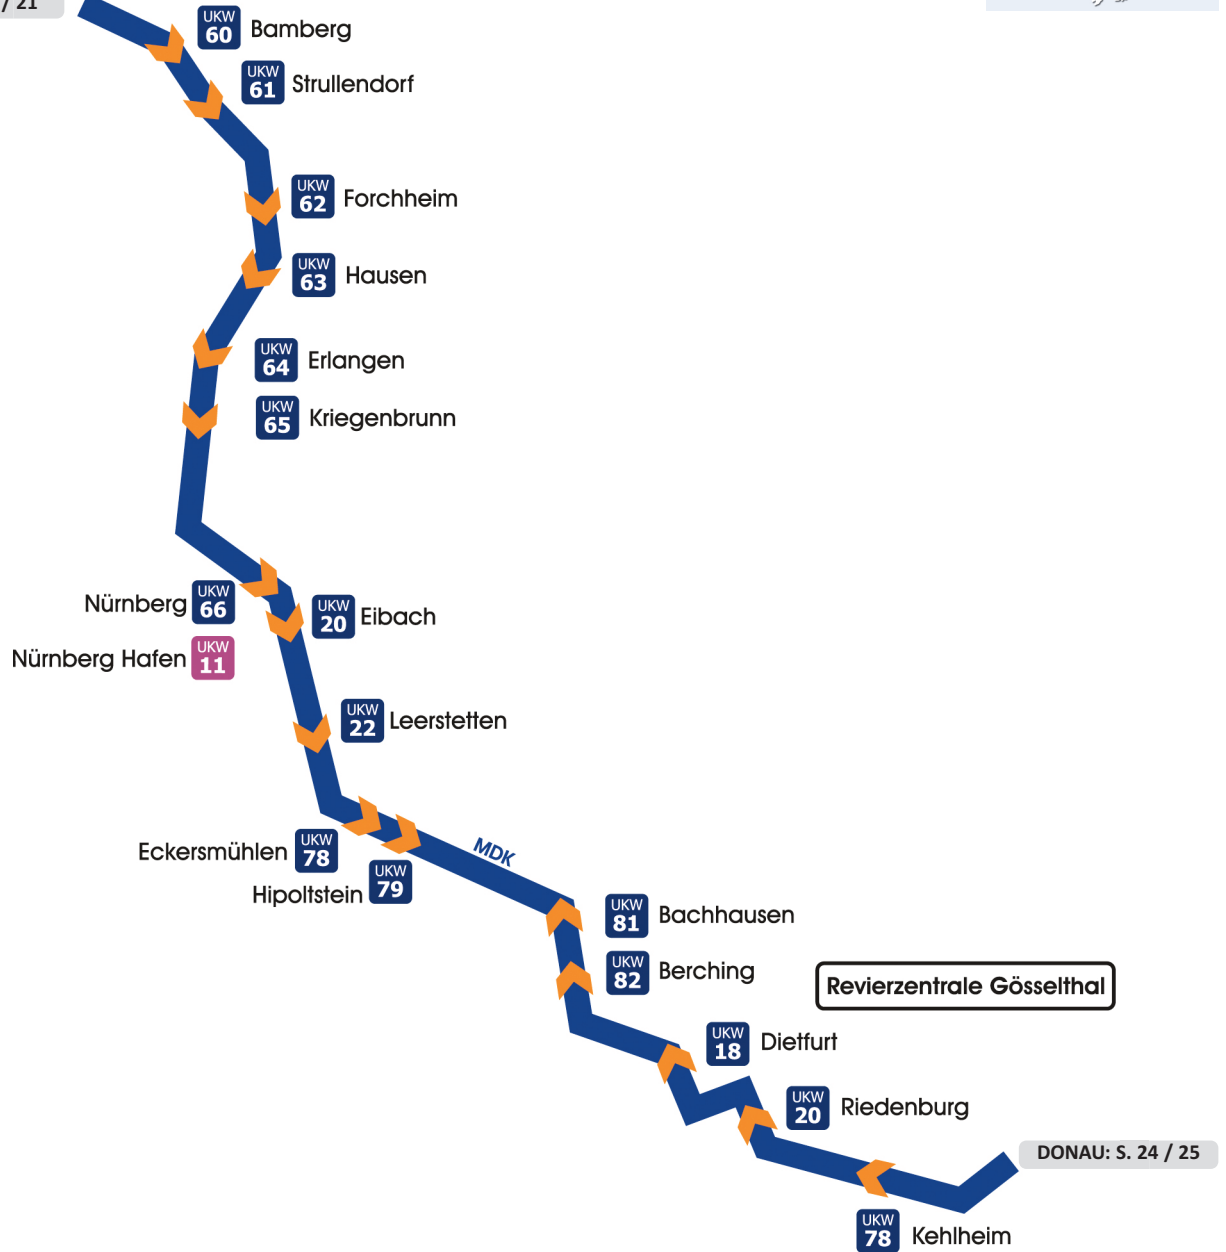 / 21
UKW
60 Bamberg
UKW
61 Strullendorf
UKW
62 Forchheim
UKW
63 Hausen
UKW
64 Erlangen
UKW
65 Kriegenbrunn
Nürnberg UKW
66
UKW
20 Eibach
Nürnberg Hafen UKW
11
UKW
22 Leerstetten
Eckersmühlen UKW
78
Hipoltstein UKW
79
MDK
UKW
81 Bachhausen
UKW
82 Berching
Revierzentrale Gösselthal
UKW
18 Dietfurt
UKW
20 Riedenburg
DONAU: S. 24 / 25
UKW
78 Kehlheim